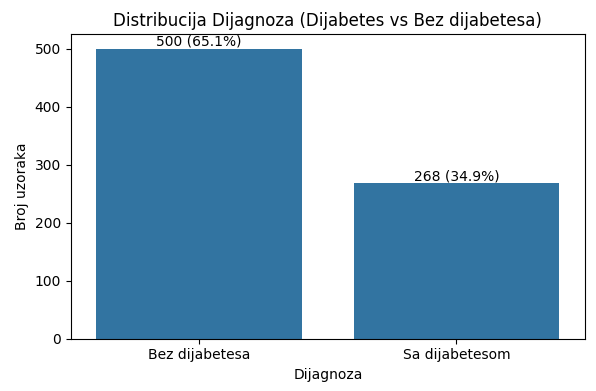 Distribucija Dijagnoza (Dijabetes vs Bez dijabetesa)
500 (65.1%)
268 (34.9%)
500
400
300
200
100
0
Broj uzoraka
Bez dijabetesa
Sa dijabetesom
Dijagnoza